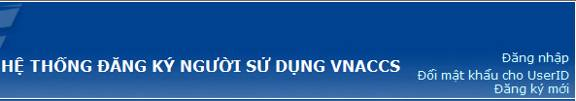 HỆ THỐNG ĐĂNG KÝ NGƯỜI SỬ DỤNG VNACCS
Đăng nhập
Đổi mật khẩu cho UserID
Đăng ký mới